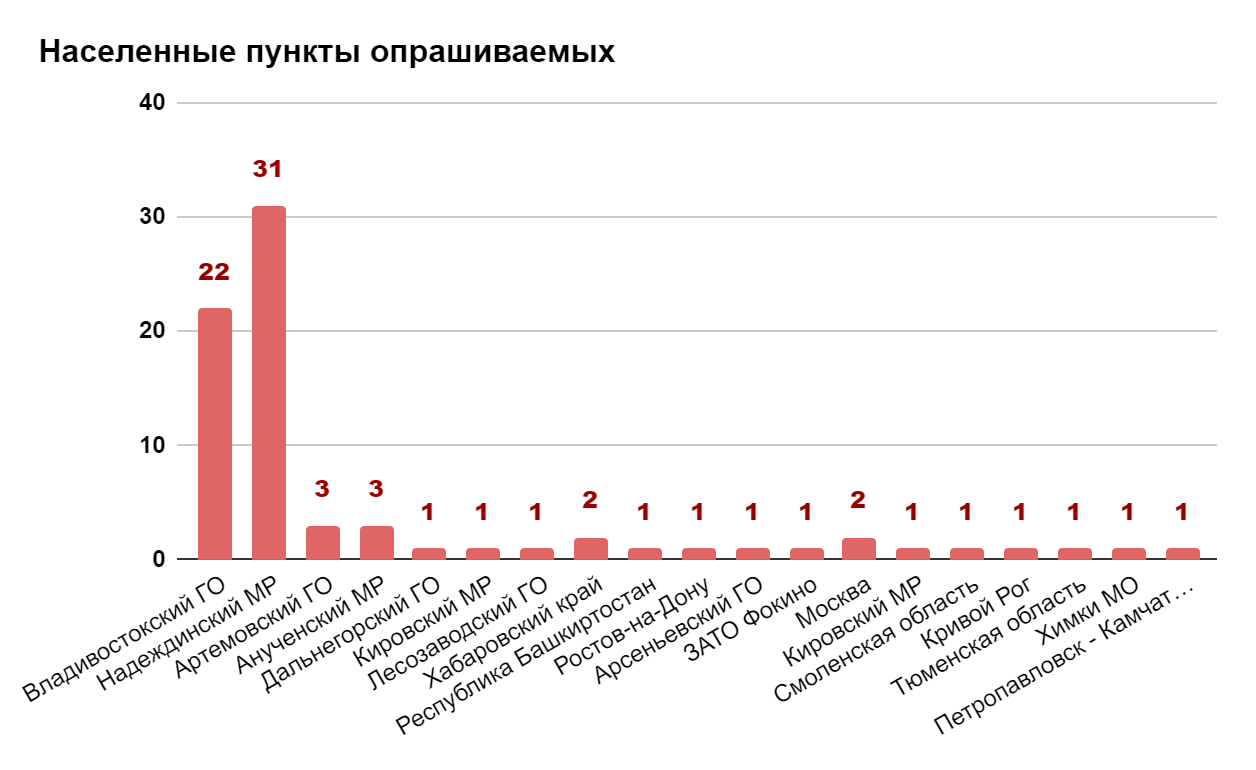 Населенные пункты опрашиваемых
40
30
20
10
0
22
31
3
3
1
1
1
2
1
1
1
1
2
1
1
1
1
1
1
Владивостокский ГО
Надеждинский МР
Артемовский ГО
Анученский МР
Дальнегорский ГО
Кировский МР
Лесозаводский ГО
Хабаровский край
Республика Башкиртостан
Ростов-на-Дону
Арсеньевский ГО
ЗАТО Фокино
Москва
Кировский МР
Смоленская область
Кривой Рог
Тюменская область
Химки МО
Петропавловск - Камчат…